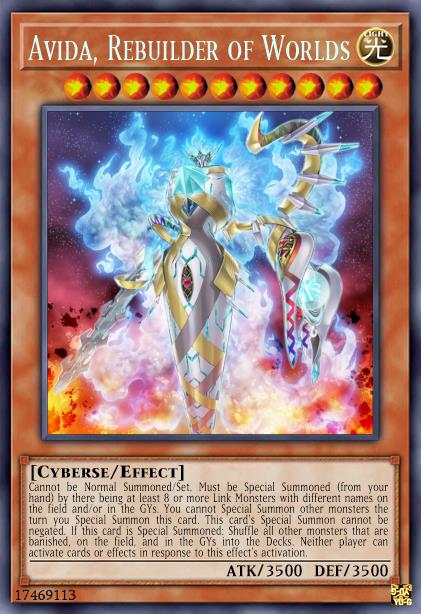 AVIDA, REBUILDER OF WORLDS
LIGHT
光
[CYBERSE/EFFECT]
Cannot be Normal Summoned/Set. Must be Special Summoned (from your
hand) by there being at least 8 or more Link Monsters with different names on
the field and/or in the GYs. You cannot Special Summon other monsters the
turn you Special Summon this card. This card's Special Summon cannot be
negated. If this card is Special Summoned: Shuffle all other monsters that are
banished, on the field, and in the GYs into the Decks. Neither player can
activate cards or effects in response to this effect's activation.
ATK/3500 DEF/3500
17469113